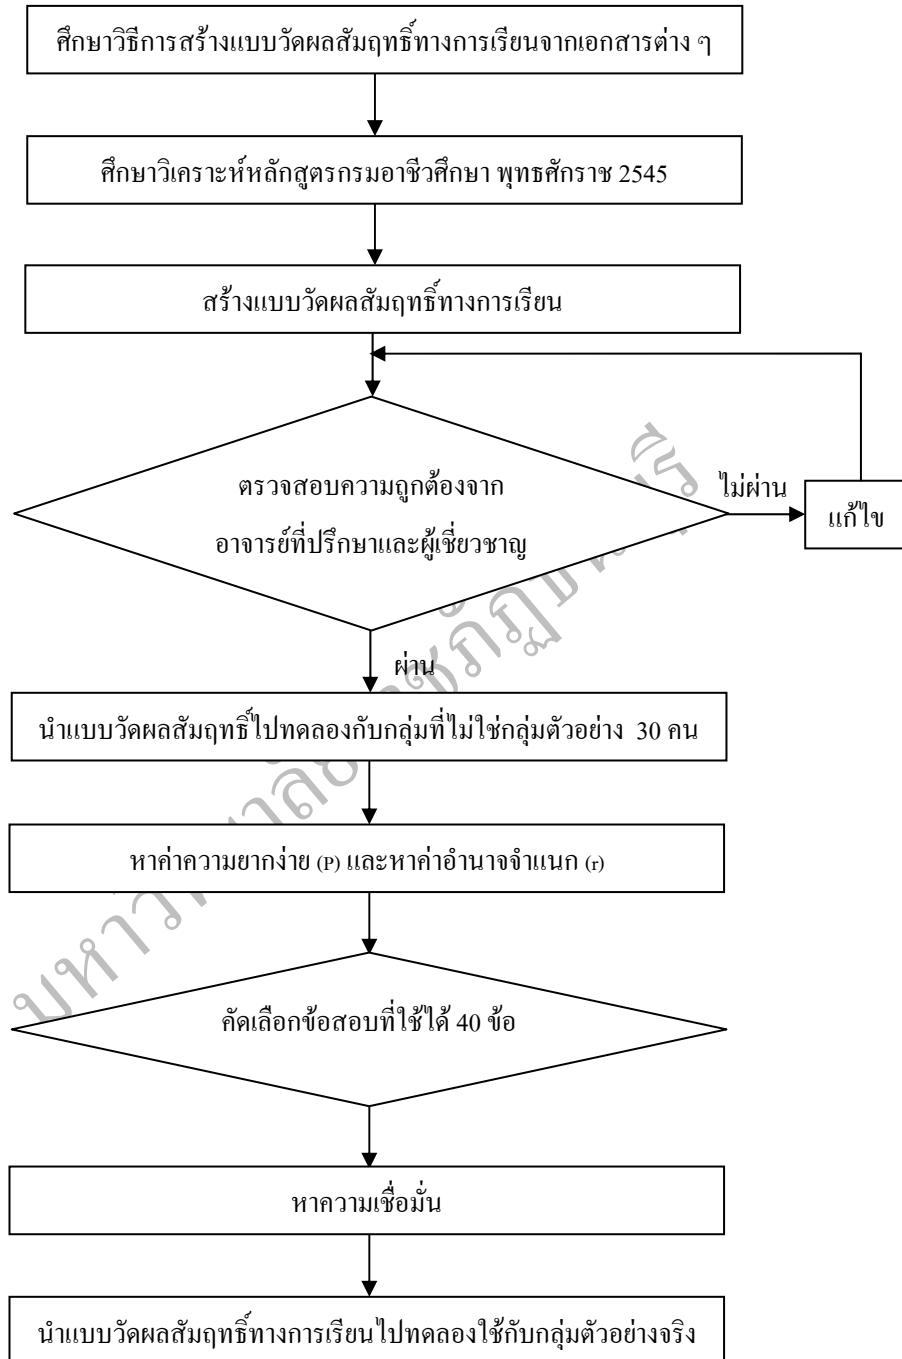 ศึกษาวิธีการสร้างแบบวัดผลสัมฤทธิ์ทางการเรียนจากเอกสารต่าง ๆ
ศึกษาวิเคราะห์หลักสูตรกรมอาชีวศึกษา พุทธศักราช 2545
สร้างแบบวัดผลสัมฤทธิ์ทางการเรียน
ตรวจสอบความถูกต้องจาก
อาจารย์ที่ปรึกษาและผู้เชี่ยวชาญ
ไม่ผ่าน
แก้ไข
ผ่าน
นำแบบวัดผลสัมฤทธิ์ไปทดลองกับกลุ่มที่ไม่ใช่กลุ่มตัวอย่าง 30 คน
หาค่าความยากง่าย (P) และหาค่าอำนาจจำแนก (r)
คัดเลือกข้อสอบที่ใช้ได้ 40 ข้อ
หาความเชื่อมั่น
นำแบบวัดผลสัมฤทธิ์ทางการเรียนไปทดลองใช้กับกลุ่มตัวอย่างจริง